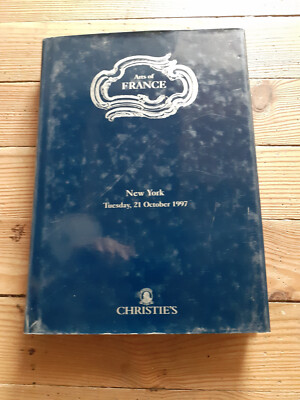 Arts of
FRANCE
New York
Tuesday, 21 October 1997
CHRISTIE'S